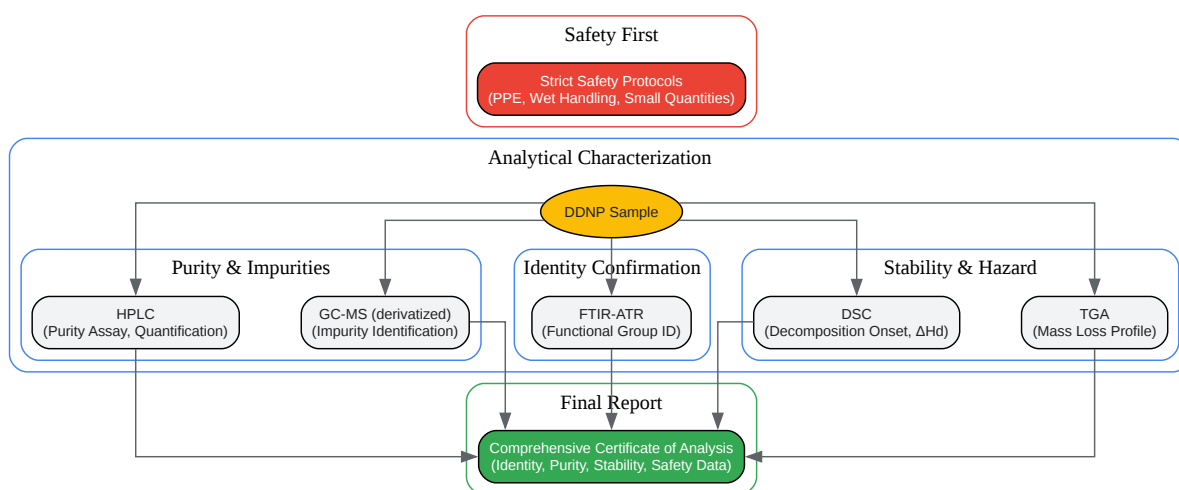 Safety First
Strict Safety Protocols
(PPE, Wet Handling, Small Quantities)
Analytical Characterization
DDNP Sample
Purity & Impurities
Identity Confirmation
Stability & Hazard
HPLC
(Purity Assay, Quantification)
GC-MS (derivatized)
(Impurity Identification)
FTIR-ATR
(Functional Group ID)
DSC
(Decomposition Onset, ΔHd)
TGA
(Mass Loss Profile)
Final Report
Comprehensive Certificate of Analysis
(Identity, Purity, Stability, Safety Data)